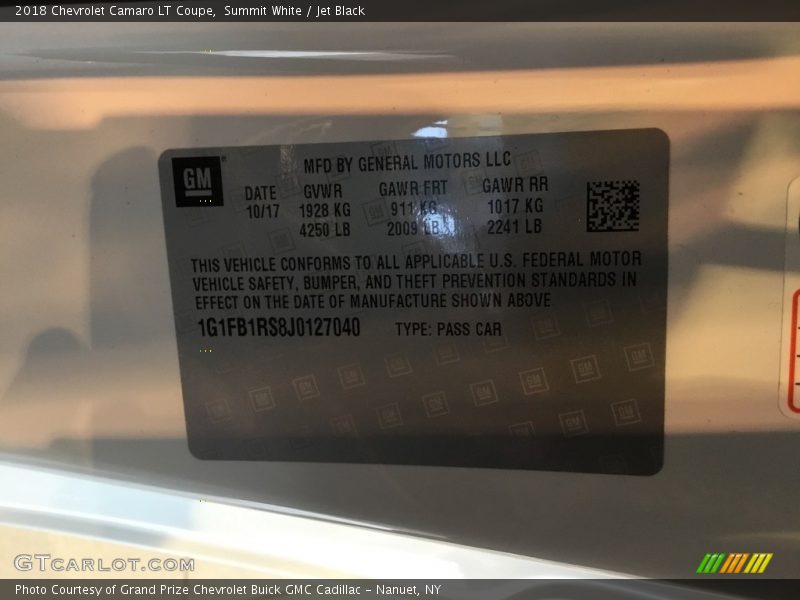 2018 Chevrolet Camaro LT Coupe, Summit White / Jet Black
GM
MFD BY GENERAL MOTORS LLC
DATE GVWR GAWR FRT GAWR RR
10/17 1928 KG 911 KG 1017 KG
4250 LB 2009 LB 2241 LB
THIS VEHICLE CONFORMS TO ALL APPLICABLE U.S. FEDERAL MOTOR
VEHICLE SAFETY, BUMPER, AND THEFT PREVENTION STANDARDS IN
EFFECT ON THE DATE OF MANUFACTURE SHOWN ABOVE
1G1FB1RS8J0127040 TYPE: PASS CAR
GTcarlot.com
Photo Courtesy of Grand Prize Chevrolet Buick GMC Cadillac - Nanuet, NY